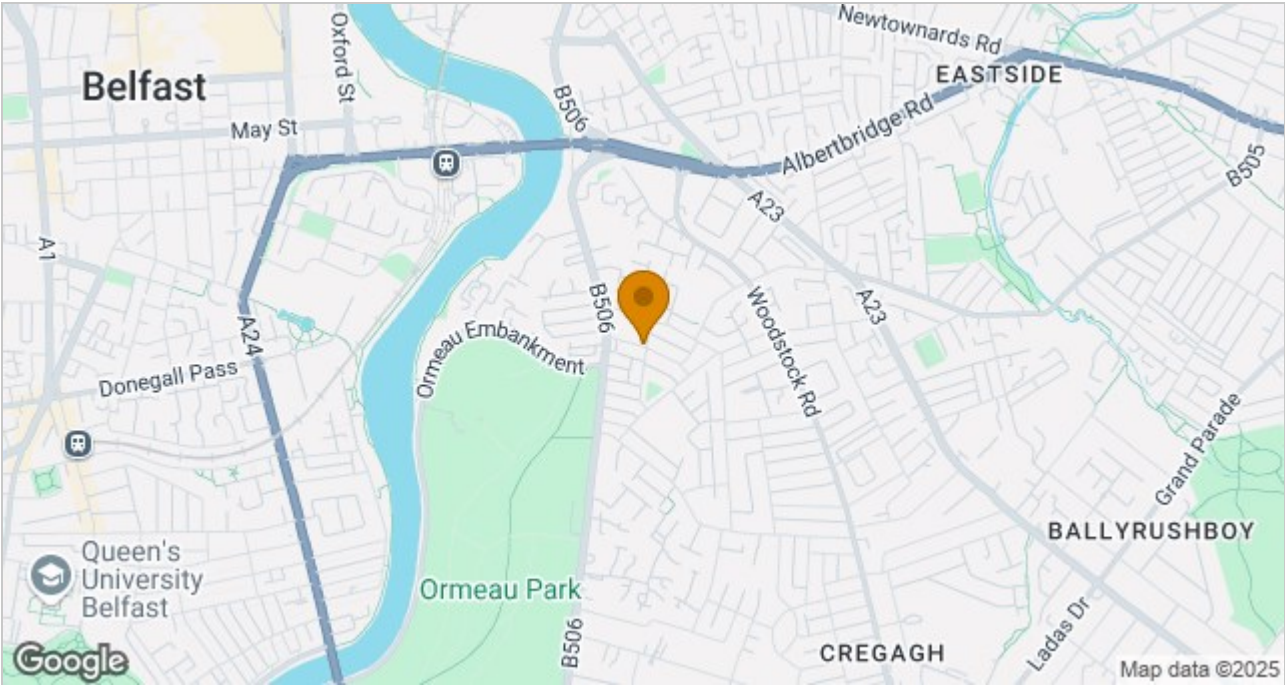 Newtownards Rd
EASTSIDE
Oxford St
Belfast
B506
May St
Albertbridge Rd
B505
A23
A1
B506
Woodstock Rd
A23
A24
Ormeau Embankment
Donegall Pass
Grand Parade
BALLYRUSHBOY
Queen's
University
Belfast
Ormeau Park
B506
CREGAGH
Ladas Dr
Google
Map data ©2025